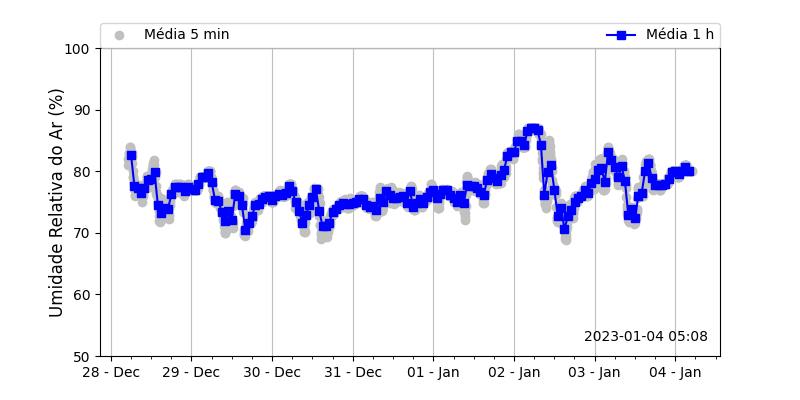 Média 5 min
Média 1 h
100
90
80
70
60
50
Umidade Relativa do Ar (%)
2023-01-04 05:08
28 - Dec
29 - Dec
30 - Dec
31 - Dec
01 - Jan
02 - Jan
03 - Jan
04 - Jan